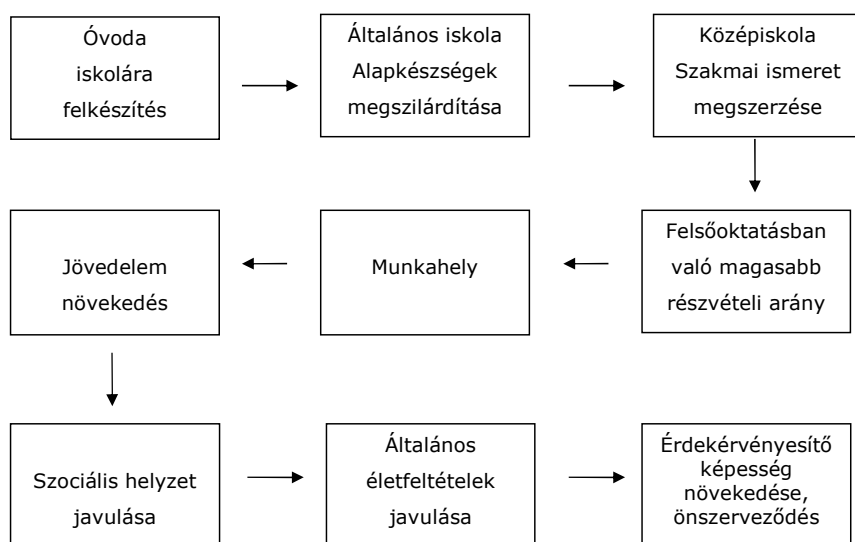 Óvoda
iskolára
felkészítés
Általános iskola
Alapkészségek
megszilárdítása
Középiskola
Szakmai ismeret
megszerzése
Felsőoktatásban
való magasabb
részvételi arány
Munkahely
Jövedelem
növekedés
Szociális helyzet
javulása
Általános
életfeltételek
javulása
Érdekérvényesítő
képesség
növekedése,
önszerveződés